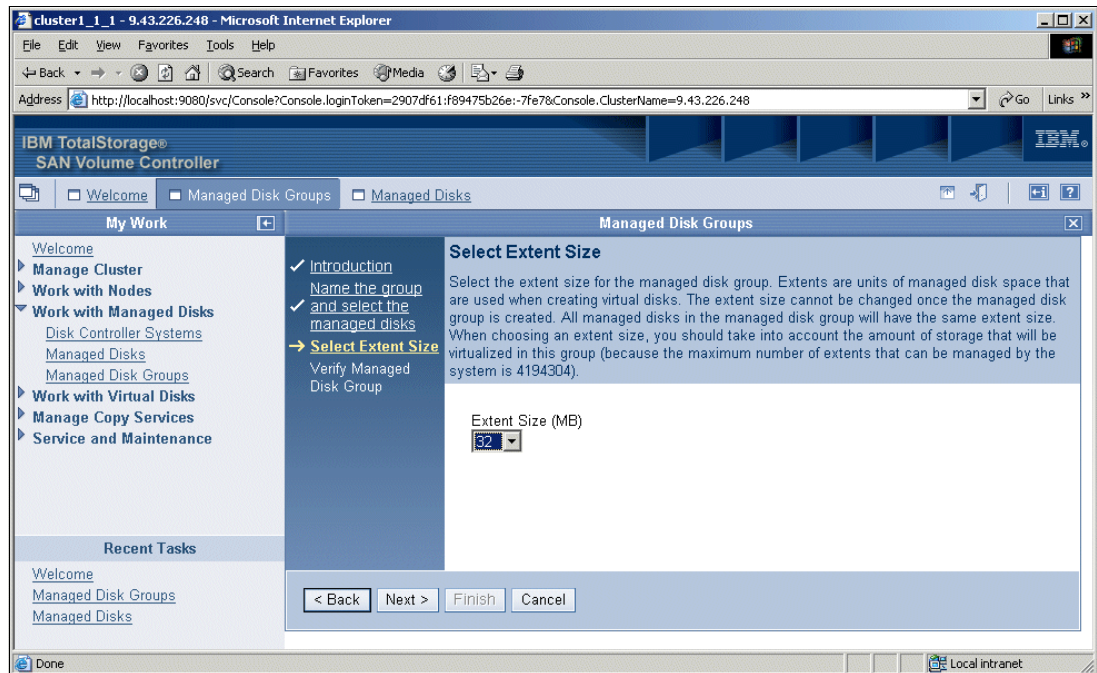 cluster1_1_1 - 9.43.226.248 - Microsoft Internet Explorer
File Edit View Favorites Tools Help
Back Search Favorites Media
Address http://localhost:9080/svc/Console?Console.loginToken=2907df61:f89475b26e:-7fe7&Console.ClusterName=9.43.226.248 Go Links »
IBM TotalStorage®
SAN Volume Controller
IBM®
Welcome Managed Disk Groups Managed Disks
My Work
Welcome
Manage Cluster
Work with Nodes
Work with Managed Disks
Disk Controller Systems
Managed Disks
Managed Disk Groups
Work with Virtual Disks
Manage Copy Services
Service and Maintenance
Recent Tasks
Welcome
Managed Disk Groups
Managed Disks
Managed Disk Groups
Introduction
Name the group
and select the
managed disks
Select Extent Size
Verify Managed
Disk Group
Select Extent Size
Select the extent size for the managed disk group. Extents are units of managed disk space that
are used when creating virtual disks. The extent size cannot be changed once the managed disk
group is created. All managed disks in the managed disk group will have the same extent size.
When choosing an extent size, you should take into account the amount of storage that will be
virtualized in this group (because the maximum number of extents that can be managed by the
system is 4194304).
Extent Size (MB)
32
< Back Next > Finish Cancel
Done Local intranet